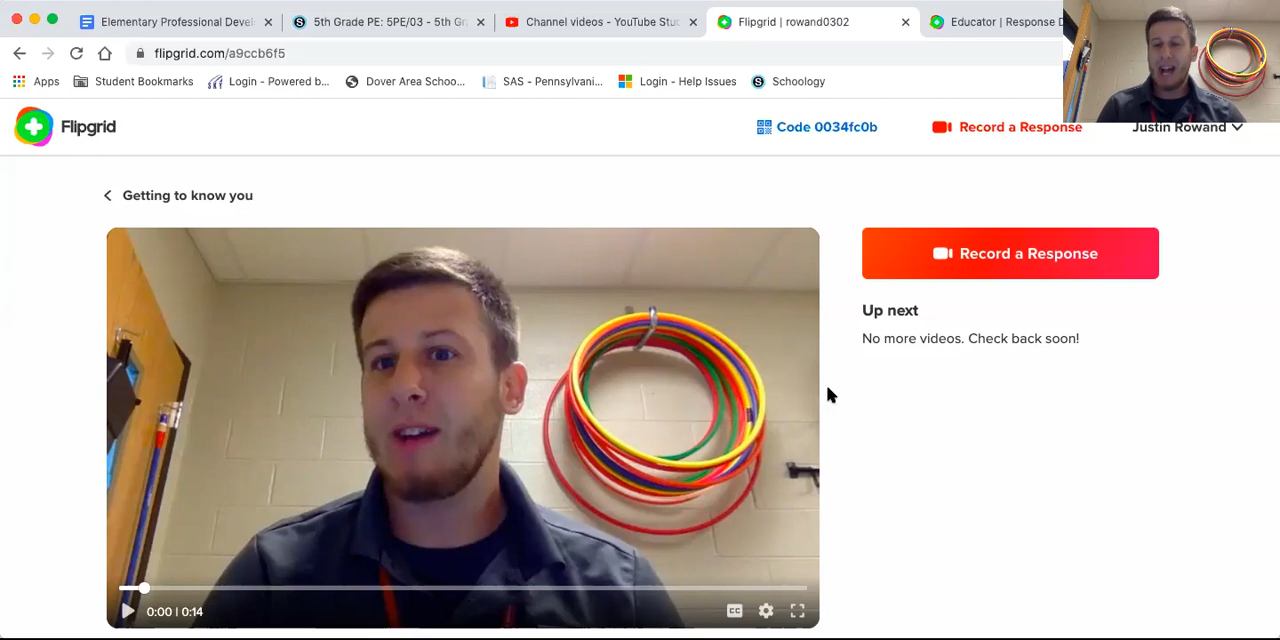 Elementary Professional Devel
5th Grade PE: 5PE/03 - 5th Gr
Channel videos - YouTube Stu
Flipgrid | rowand0302
Educator | Response D
flipgrid.com/a9ccb6f5
Apps
Student Bookmarks
Login - Powered b...
Dover Area Schoo...
SAS - Pennsylvani...
Login - Help Issues
Schoology
Flipgrid
Code 0034fc0b
Record a Response
Justin Rowand
Getting to know you
Record a Response
Up next
No more videos. Check back soon!
0:00 | 0:14
CC